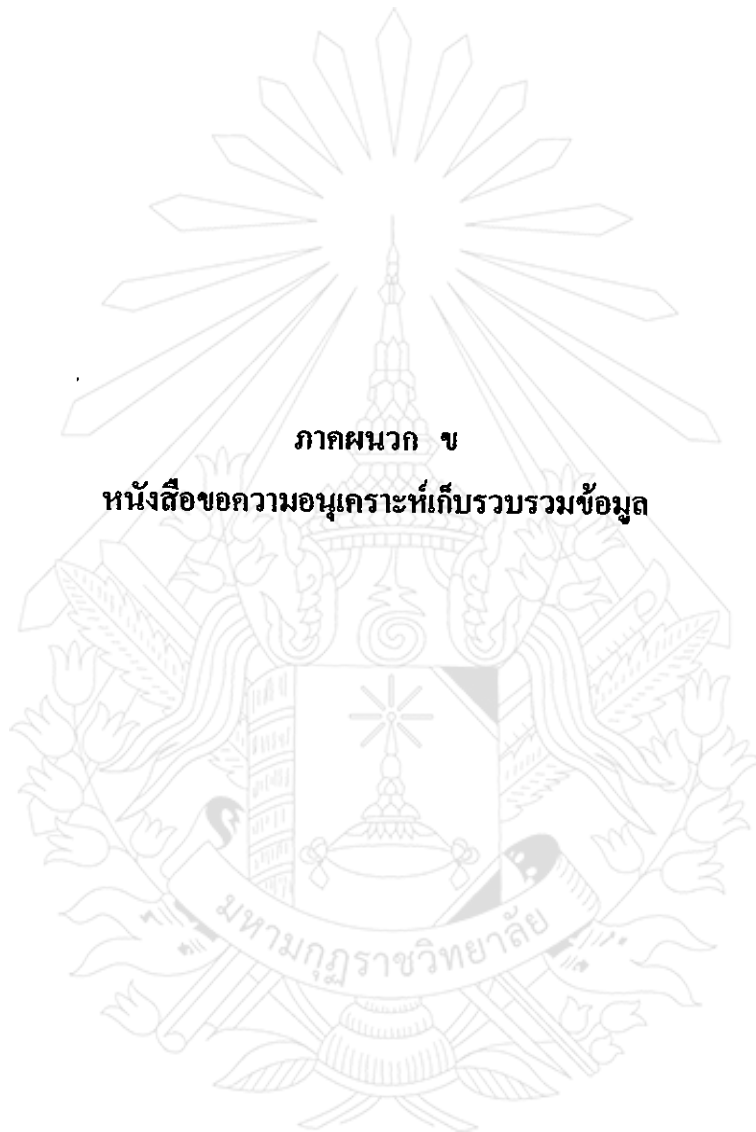 ภาคผนวก ข
หนังสือขอความอนุเคราะห์เก็บรวบรวมข้อมูล
มหามกุฏราชวิทยาลัย